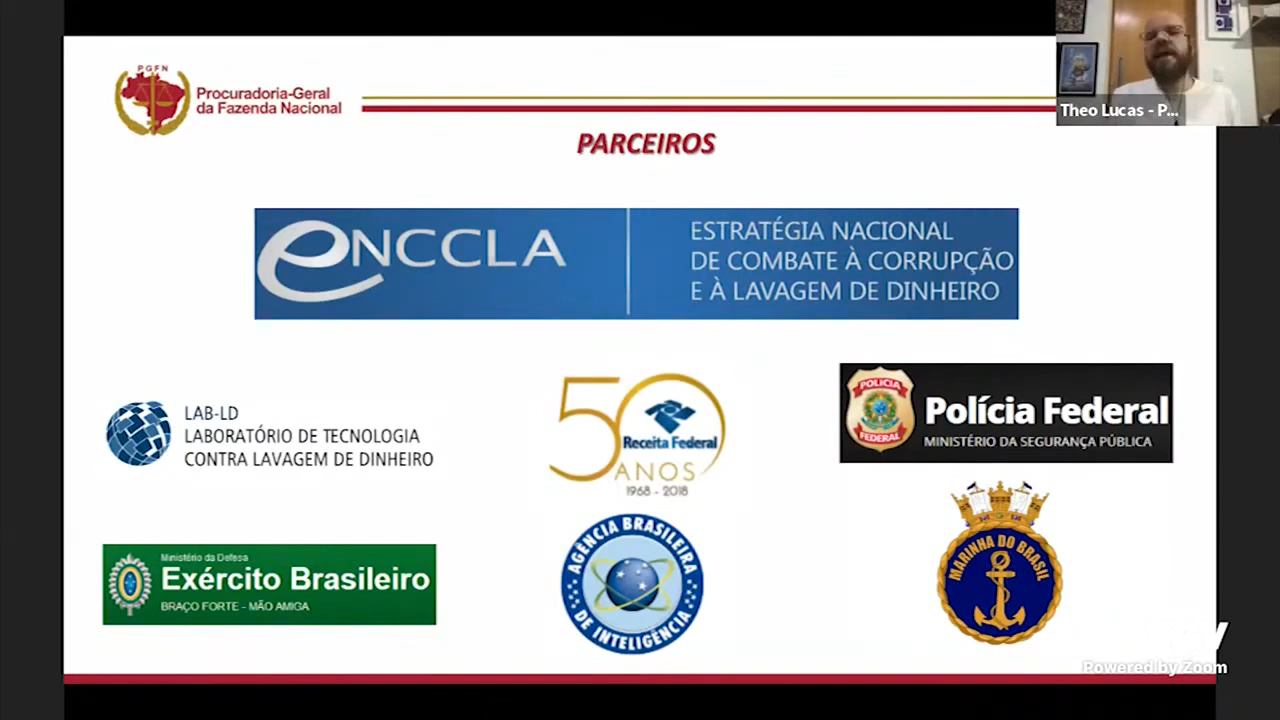 PGFN
Procuradoria-Geral
da Fazenda Nacional
Theo Lucas - P...
PARCEIROS
ENCCLA
ESTRATÉGIA NACIONAL
DE COMBATE À CORRUPÇÃO
E À LAVAGEM DE DINHEIRO
LAB-LD
LABORATÓRIO DE TECNOLOGIA
CONTRA LAVAGEM DE DINHEIRO
50
Receita Federal
ANOS
1968 - 2018
POLÍCIA
FEDERAL
Polícia Federal
MINISTÉRIO DA SEGURANÇA PÚBLICA
Ministério da Defesa
Exército Brasileiro
BRAÇO FORTE - MÃO AMIGA
AGÊNCIA BRASILEIRA
DE INTELIGÊNCIA
MARINHA DO BRASIL
Powered by Zoom